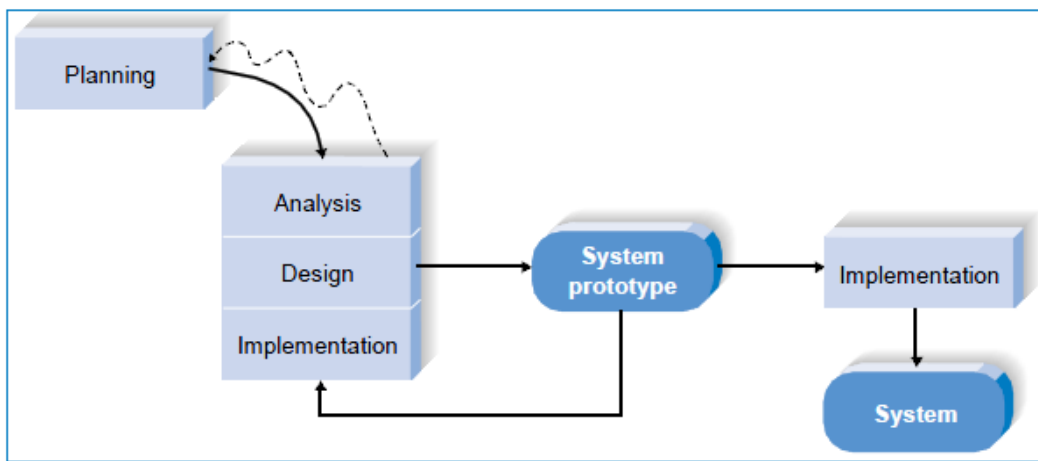 Planning
Analysis
Design
Implementation
System
prototype
Implementation
System